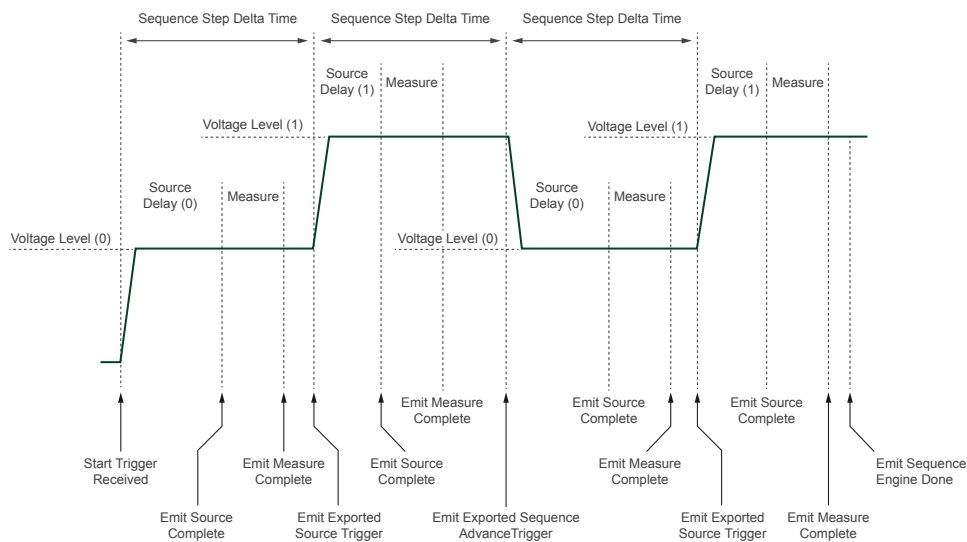 Sequence Step Delta Time
Sequence Step Delta Time
Sequence Step Delta Time
Source
Delay (1)
Measure
Source
Delay (1)
Measure
Voltage Level (1)
Voltage Level (1)
Source
Delay (0)
Measure
Source
Delay (0)
Measure
Voltage Level (0)
Voltage Level (0)
Emit Measure
Complete
Emit Source
Complete
Emit Source
Complete
Start Trigger
Received
Emit Measure
Complete
Emit Source
Complete
Emit Measure
Complete
Emit Sequence
Engine Done
Emit Source
Complete
Emit Exported
Source Trigger
Emit Exported Sequence
AdvanceTrigger
Emit Exported
Source Trigger
Emit Measure
Complete